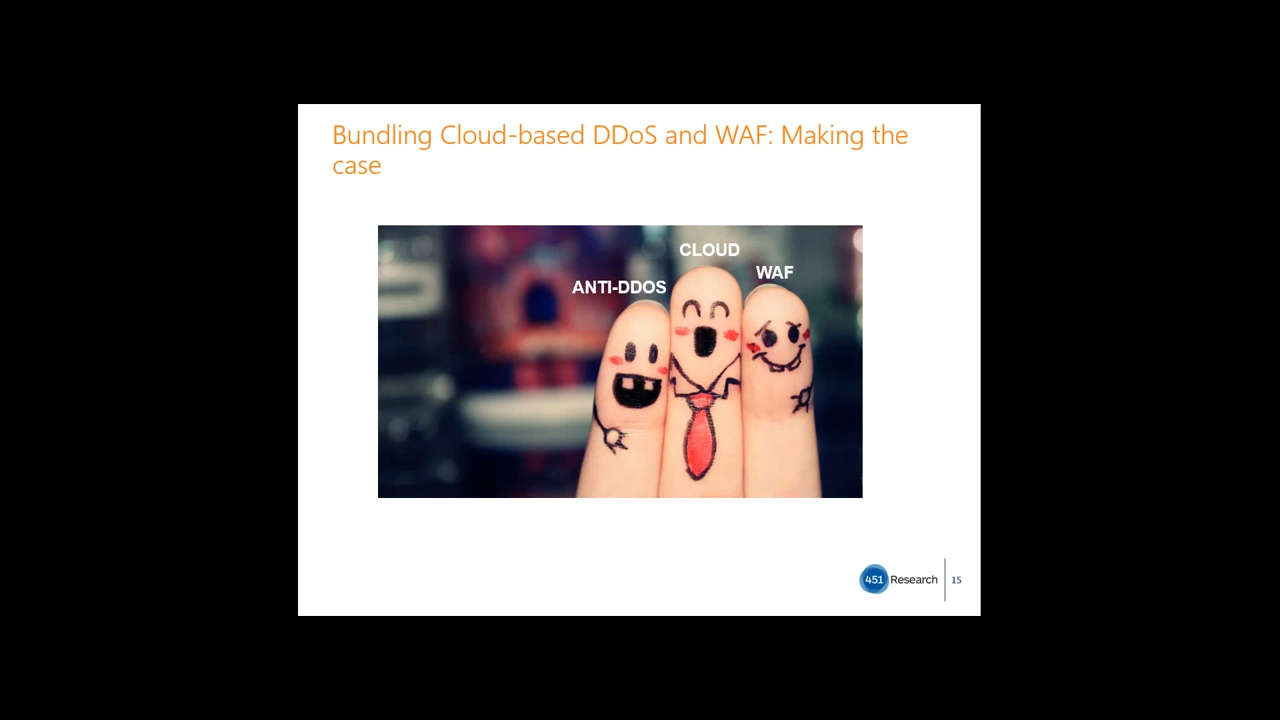 Bundling Cloud-based DDoS and WAF: Making the
case
CLOUD
WAF
ANTI-DDOS
451 Research
15